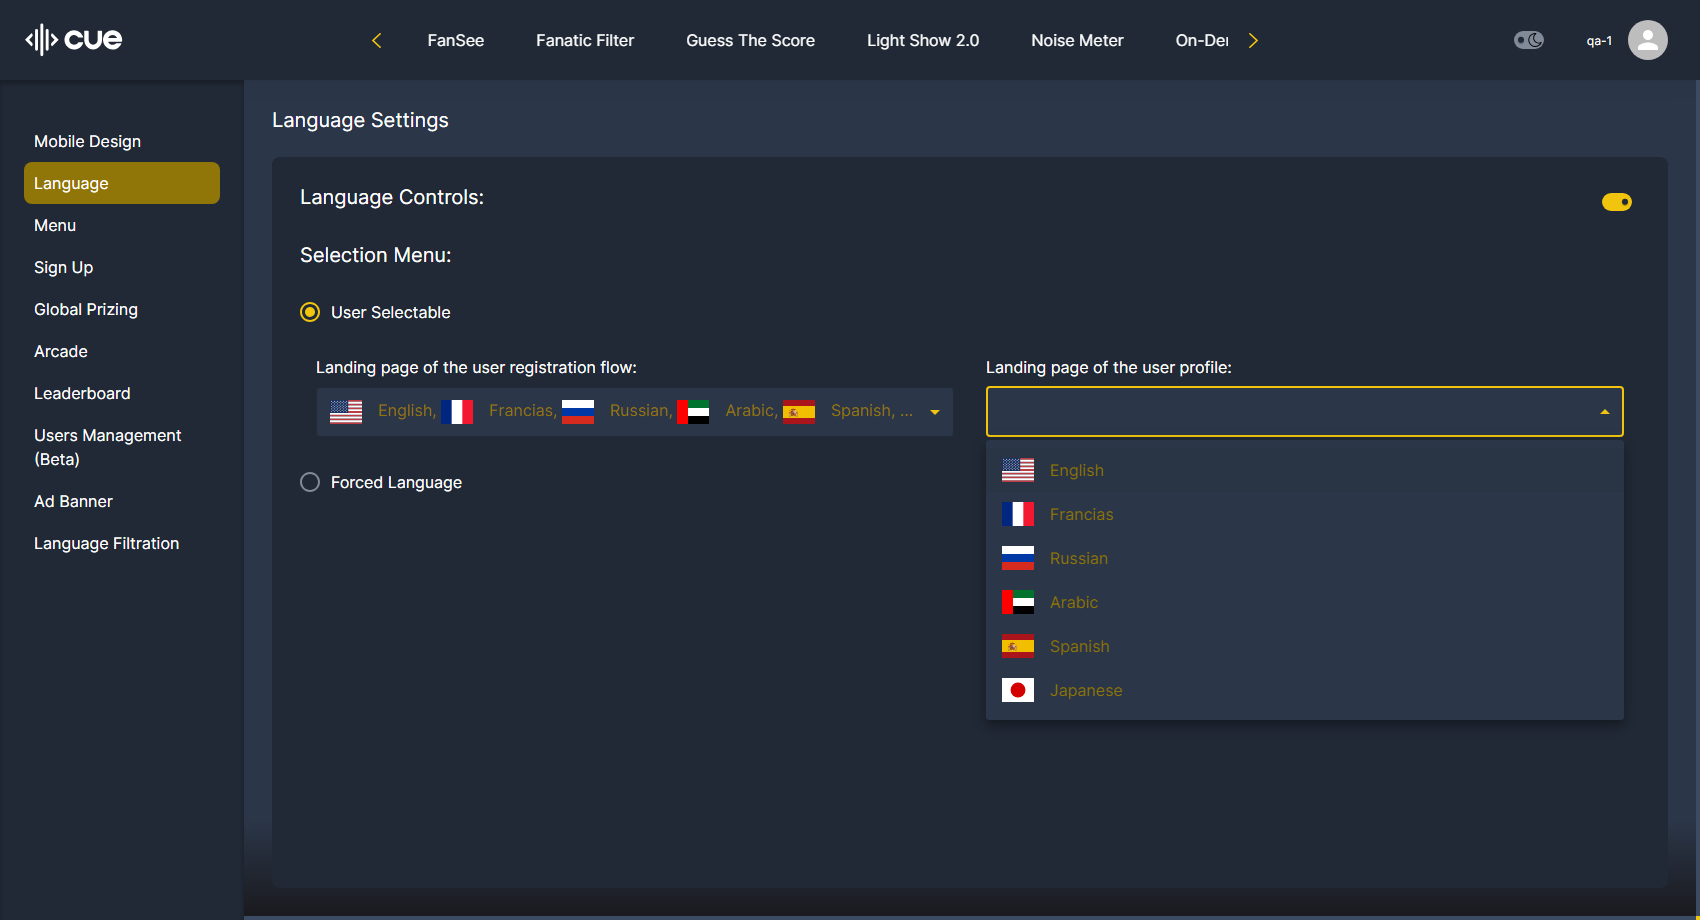 cue
FanSee
Fanatic Filter
Guess The Score
Light Show 2.0
Noise Meter
On-De
qa-1
Mobile Design
Language
Menu
Sign Up
Global Prizing
Arcade
Leaderboard
Users Management
(Beta)
Ad Banner
Language Filtration
Language Settings
Language Controls:
Selection Menu:
User Selectable
Landing page of the user registration flow:
English, Francias, Russian, Arabic, Spanish, ...
Forced Language
Landing page of the user profile:
English
Francias
Russian
Arabic
Spanish
Japanese